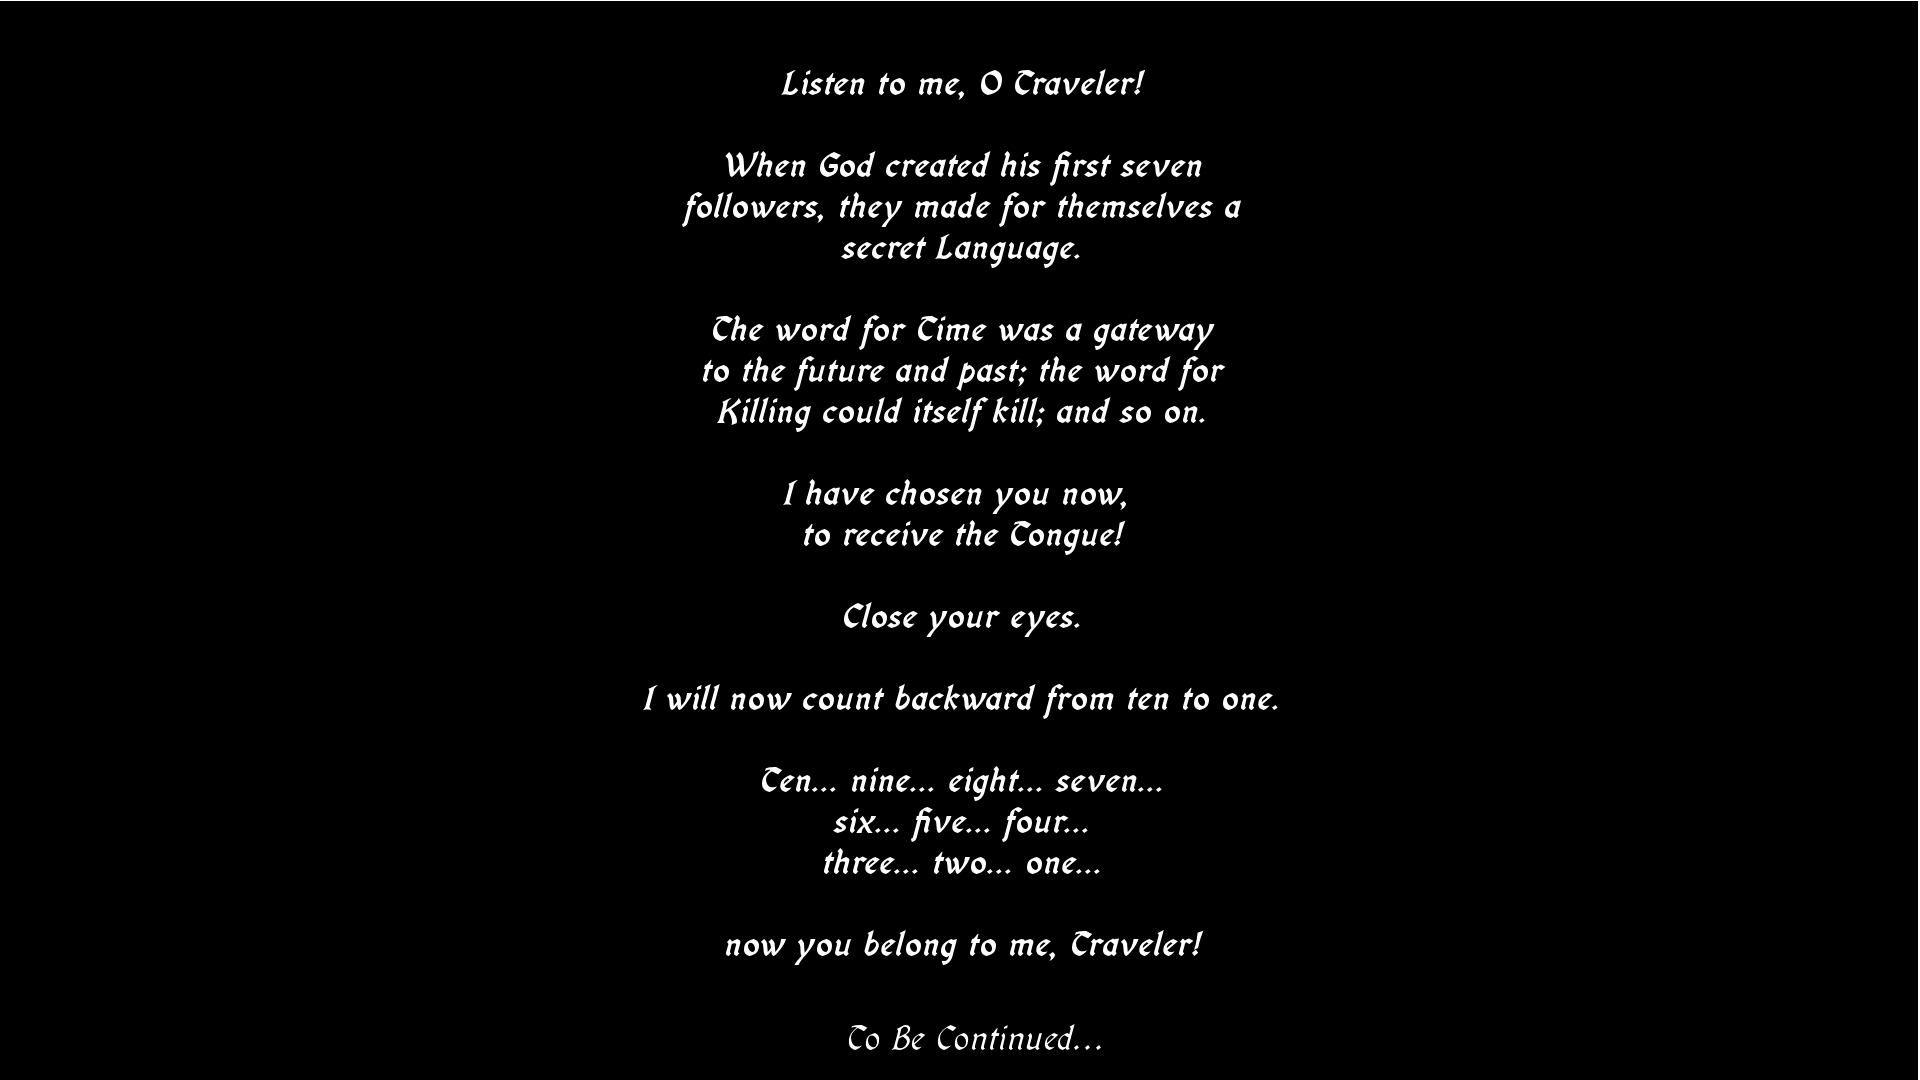 Listen to me, O Traveler!
When God created his first seven
followers, they made for themselves a
secret Language.
The word for Time was a gateway
to the future and past; the word for
Killing could itself kill; and so on.
I have chosen you now,
to receive the Tongue!
Close your eyes.
I will now count backward from ten to one.
Ten... nine... eight... seven...
six... five... four...
three... two... one...
now you belong to me, Traveler!
To Be Continued...